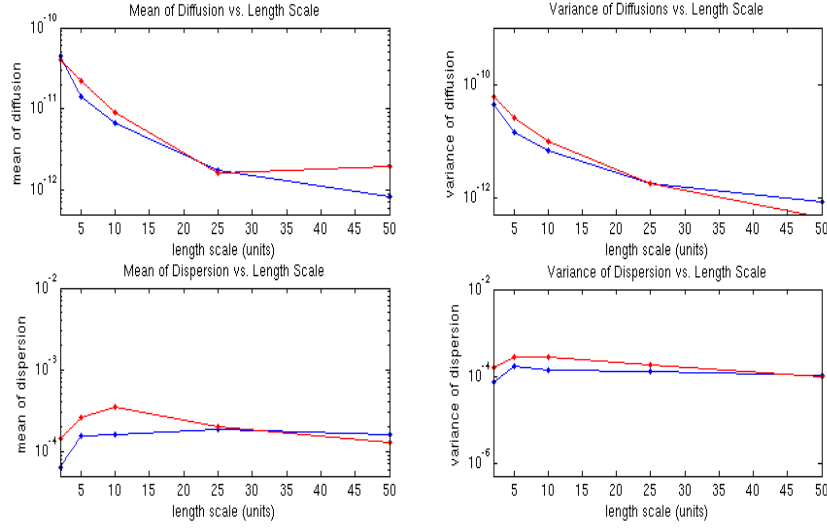 Mean of Diffusion vs. Length Scale
10^-10
10^-11
10^-12
mean of diffusion
5 10 15 20 25 30 35 40 45 50
length scale (units)
Variance of Diffusions vs. Length Scale
10^-10
10^-12
variance of diffusion
5 10 15 20 25 30 35 40 45 50
length scale (units)
Mean of Dispersion vs. Length Scale
10^-2
10^-3
10^-4
mean of dispersion
5 10 15 20 25 30 35 40 45 50
length scale (units)
Variance of Dispersion vs. Length Scale
10^-2
10^-4
10^-6
variance of dispersion
5 10 15 20 25 30 35 40 45 50
length scale (units)